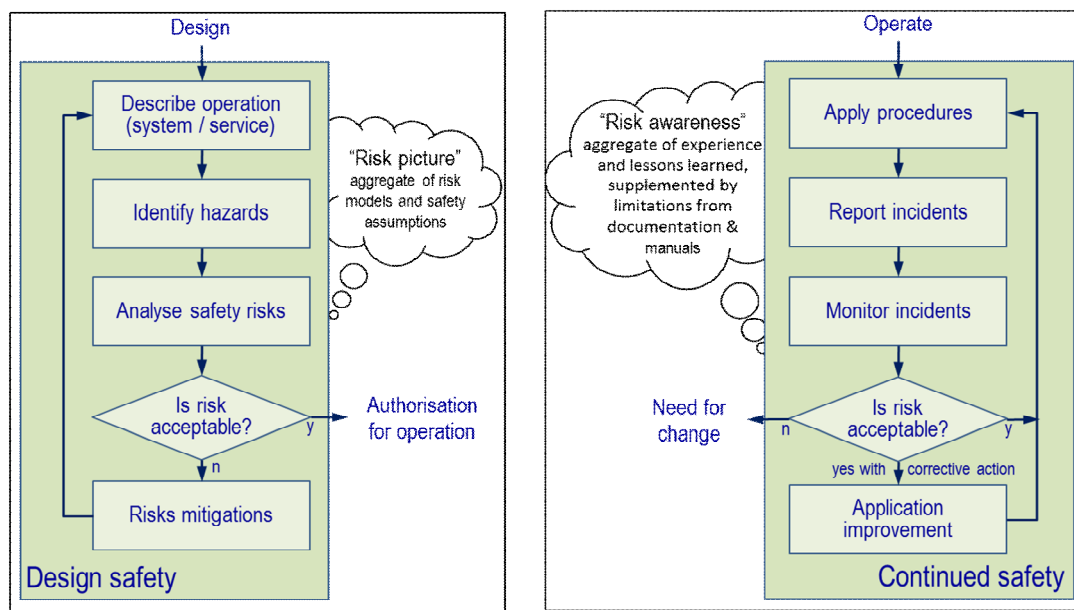 Design
Describe operation
(system / service)
Identify hazards
Analyse safety risks
Is risk
acceptable?
y
n
Risks mitigations
Design safety
“Risk picture”
aggregate of risk
models and safety
assumptions
Authorisation
for operation
Operate
“Risk awareness”
aggregate of experience
and lessons learned,
supplemented by
limitations from
documentation &
manuals
Apply procedures
Report incidents
Monitor incidents
Need for
change
n
Is risk
acceptable?
y
yes with corrective action
Application
improvement
Continued safety